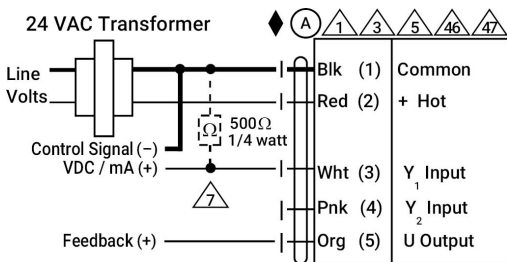 24 VAC Transformer
A 1 3 5 46 47
Line
Volts
Blk (1) Common
Red (2) + Hot
Ω 500Ω
1/4 watt
Control Signal (−)
VDC / mA (+)
7
Wht (3) Y1 Input
Pnk (4) Y2 Input
Feedback (+)
Org (5) U Output